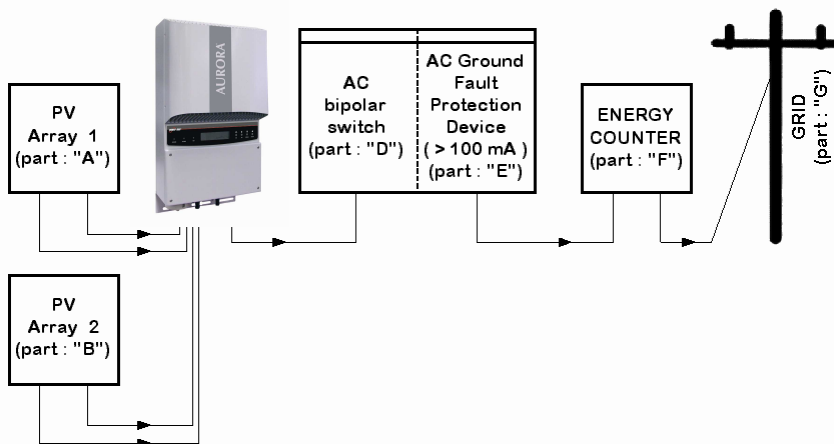 PV
Array 1
(part : "A")
AURORA
AC
bipolar
switch
(part : "D")
AC Ground
Fault
Protection
Device
( > 100 mA )
(part : "E")
ENERGY
COUNTER
(part : "F")
GRID
(part : "G")
PV
Array 2
(part : "B")